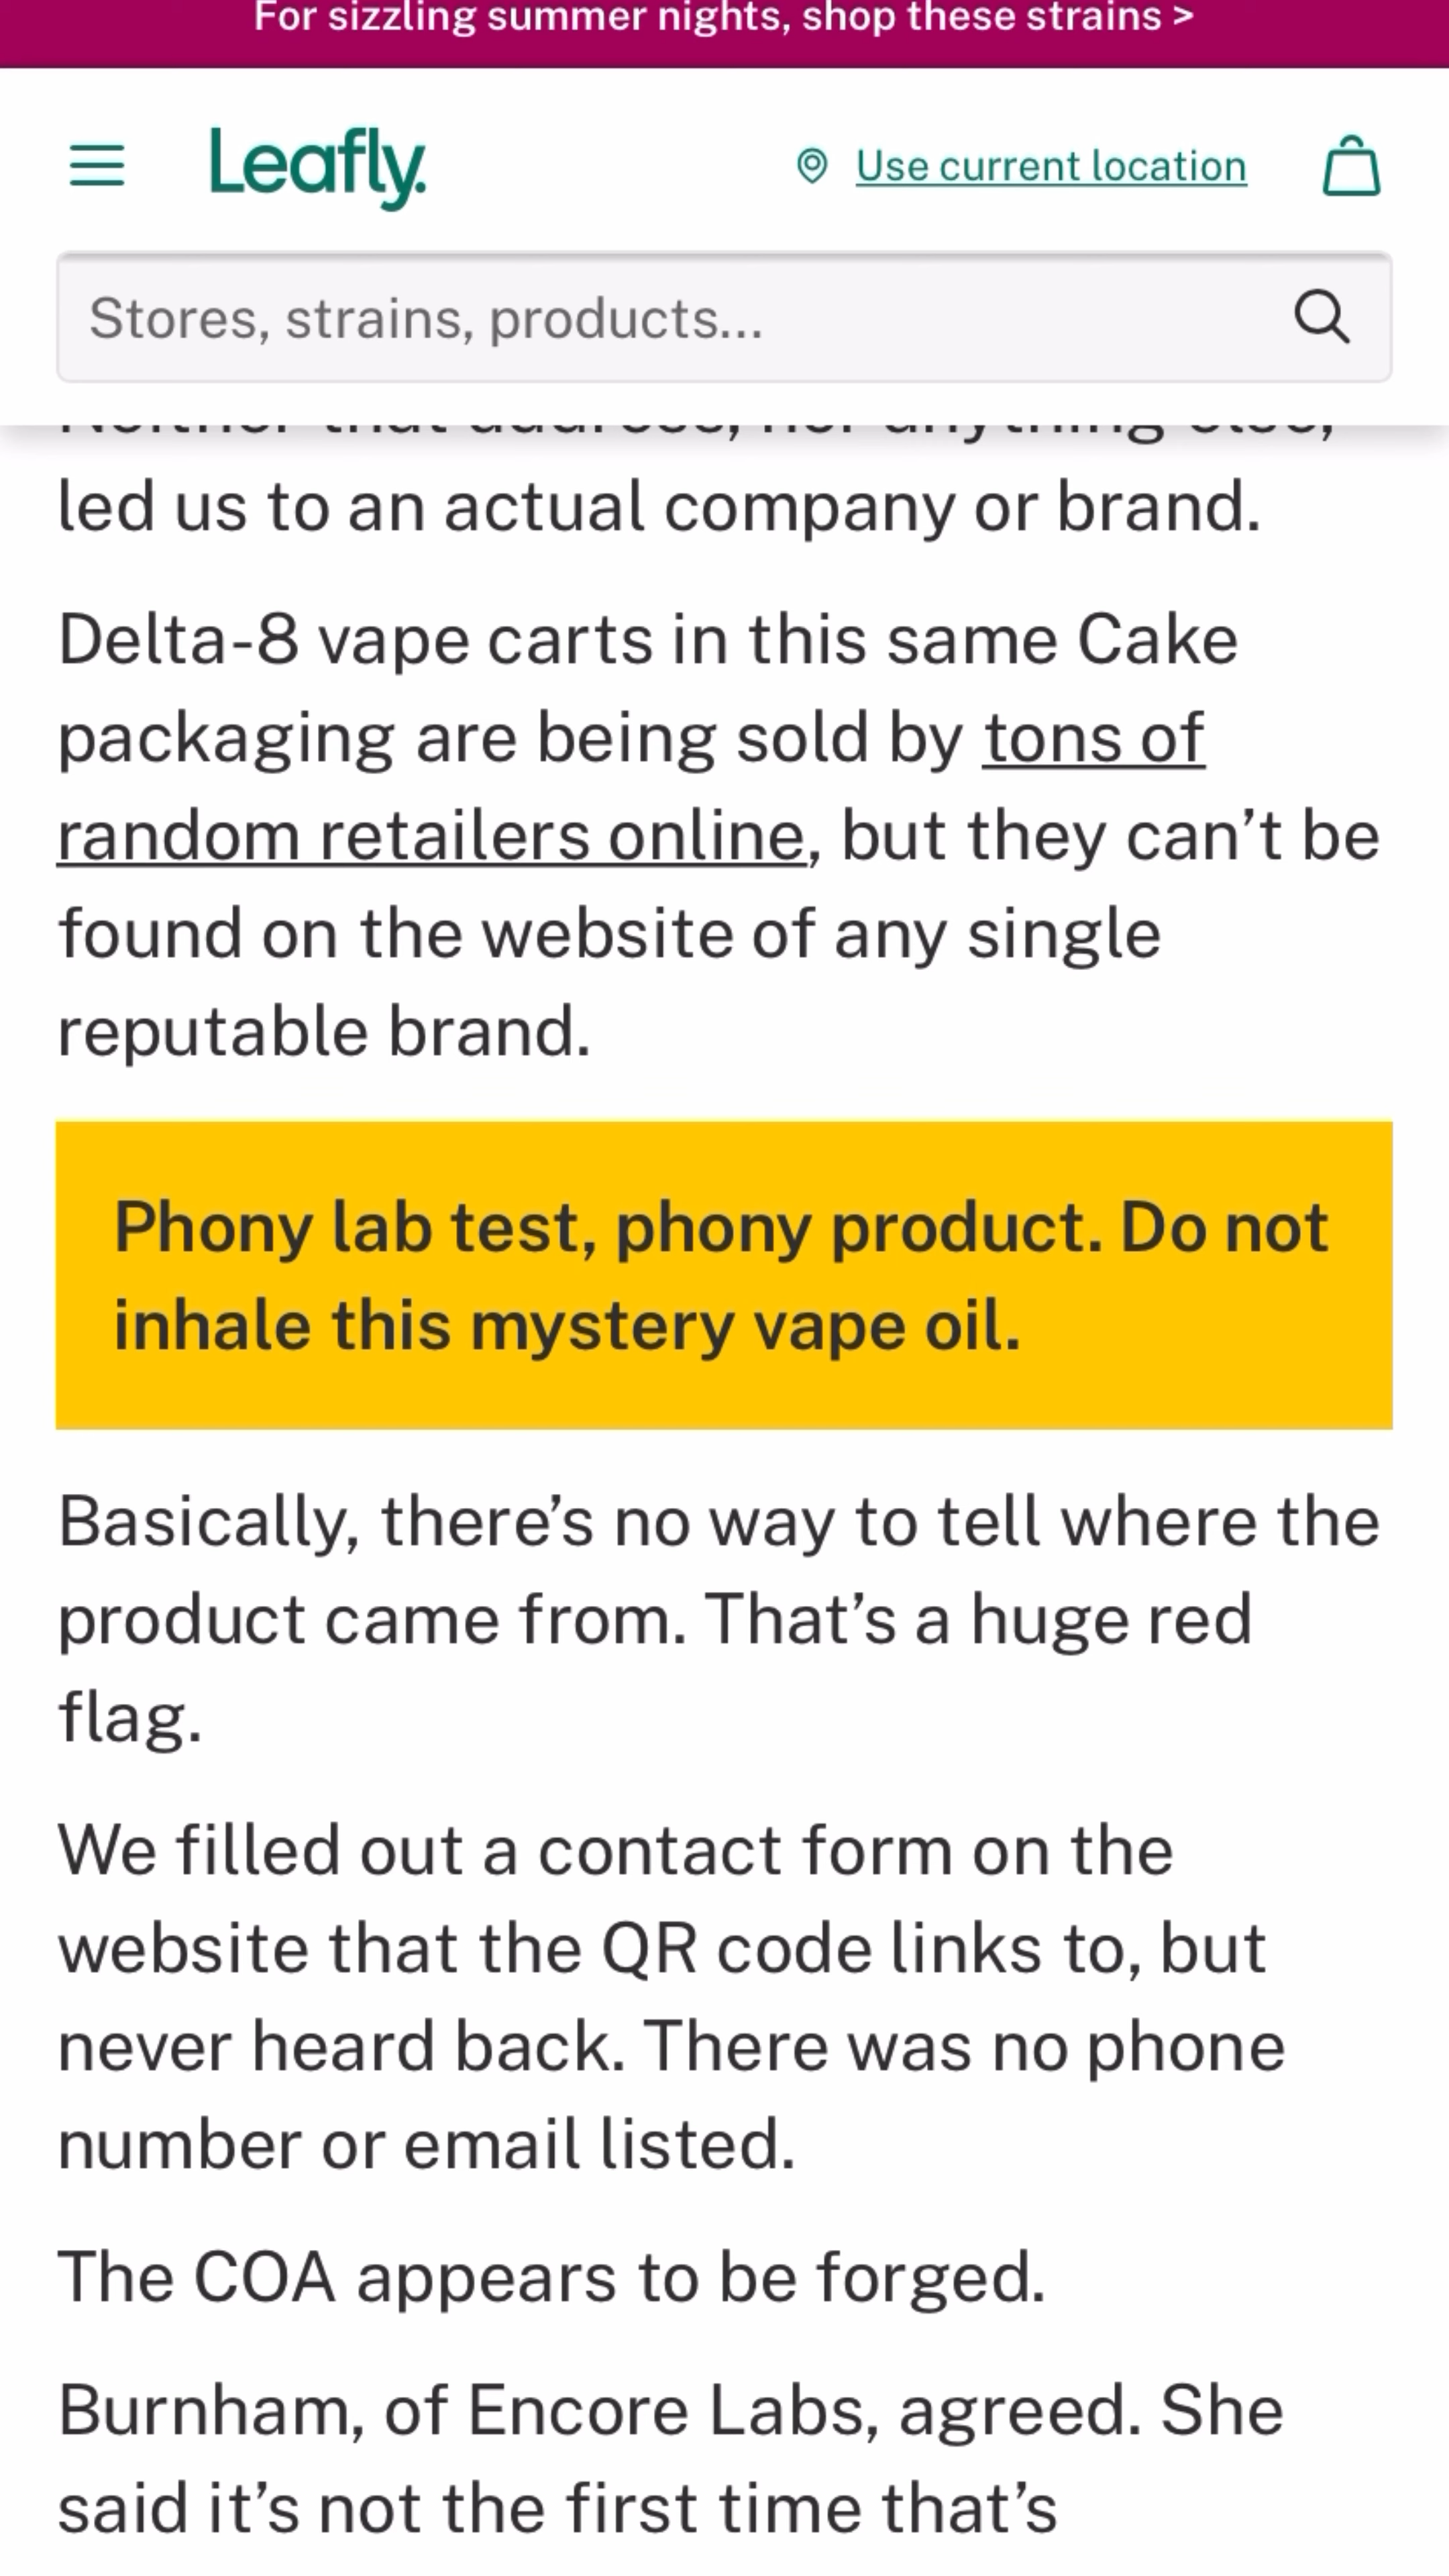 For sizzling summer nights, shop these strains >
Leafly.
Use current location
Stores, strains, products...
Neither that address, nor anything else,
led us to an actual company or brand.
Delta-8 vape carts in this same Cake
packaging are being sold by tons of
random retailers online, but they can’t be
found on the website of any single
reputable brand.
Phony lab test, phony product. Do not
inhale this mystery vape oil.
Basically, there’s no way to tell where the
product came from. That’s a huge red
flag.
We filled out a contact form on the
website that the QR code links to, but
never heard back. There was no phone
number or email listed.
The COA appears to be forged.
Burnham, of Encore Labs, agreed. She
said it’s not the first time that’s